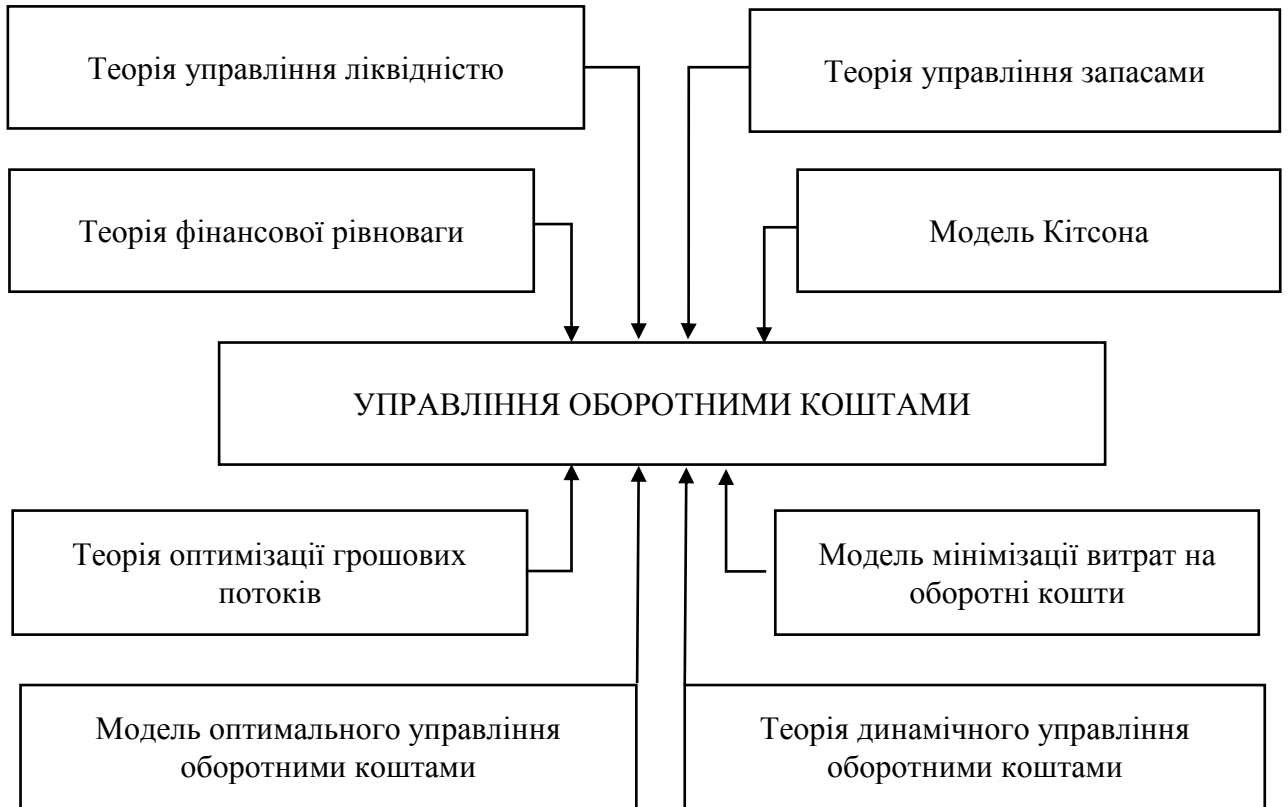 Теорія управління ліквідністю
Теорія управління запасами
Теорія фінансової рівноваги
Модель Кітсона
УПРАВЛІННЯ ОБОРОТНИМИ КОШТАМИ
Теорія оптимізації грошових
потоків
Модель мінімізації витрат на
оборотні кошти
Модель оптимального управління
оборотними коштами
Теорія динамічного управління
оборотними коштами